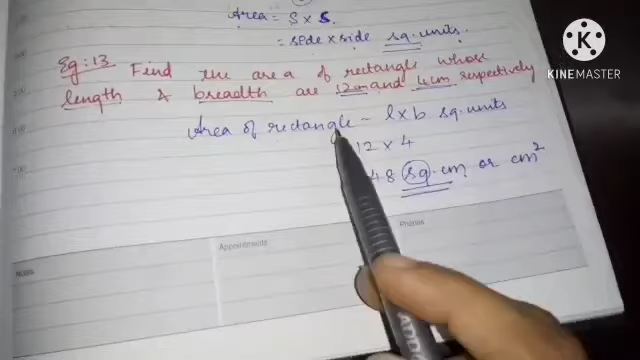 Area = S x S.
= side x side sq. units.
Eg: 13 Find the area of rectangle whose
length & breadth are 12cm and 4cm respectively
Area of rectangle - l x b sq. units
12 x 4
48 sq. cm or cm²
Notes
Appointments
Phones
KINEMASTER